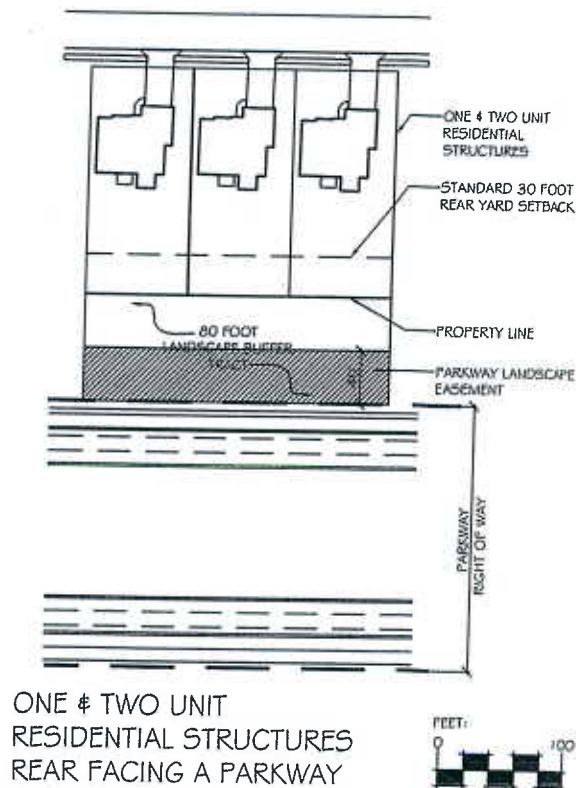 ONE & TWO UNIT
RESIDENTIAL
STRUCTURES
STANDARD 30 FOOT
REAR YARD SETBACK
PROPERTY LINE
80 FOOT
LANDSCAPE BUFFER
TRACT
PARKWAY LANDSCAPE
EASEMENT
PARKWAY
RIGHT OF WAY
ONE & TWO UNIT
RESIDENTIAL STRUCTURES
REAR FACING A PARKWAY
FEET:
0 100